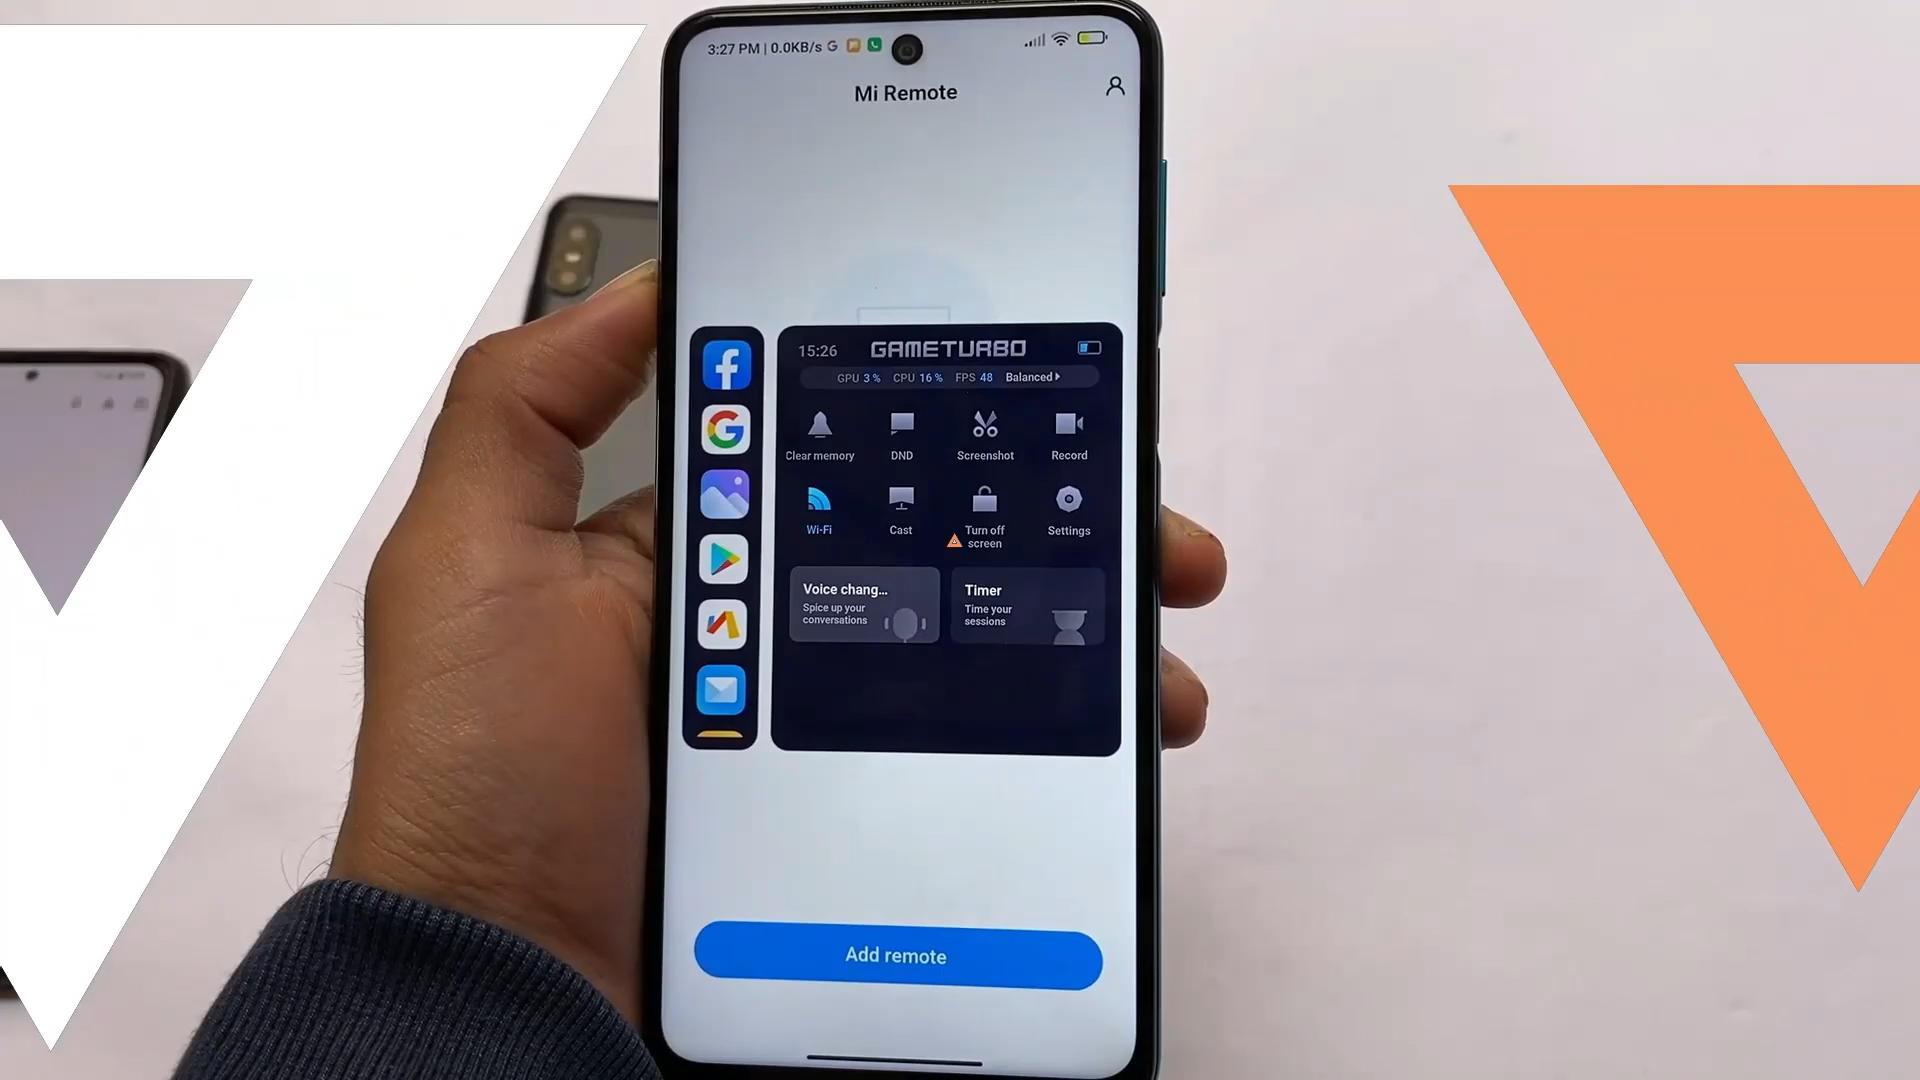 3:27 PM | 0.0KB/s
Mi Remote
15:26 GAMETURBO
GPU 3 % CPU 16 % FPS 48 Balanced
Clear memory DND Screenshot Record
Wi-Fi Cast Turn off screen Settings
Voice chang... Timer
Spice up your conversations
Time your sessions
Add remote